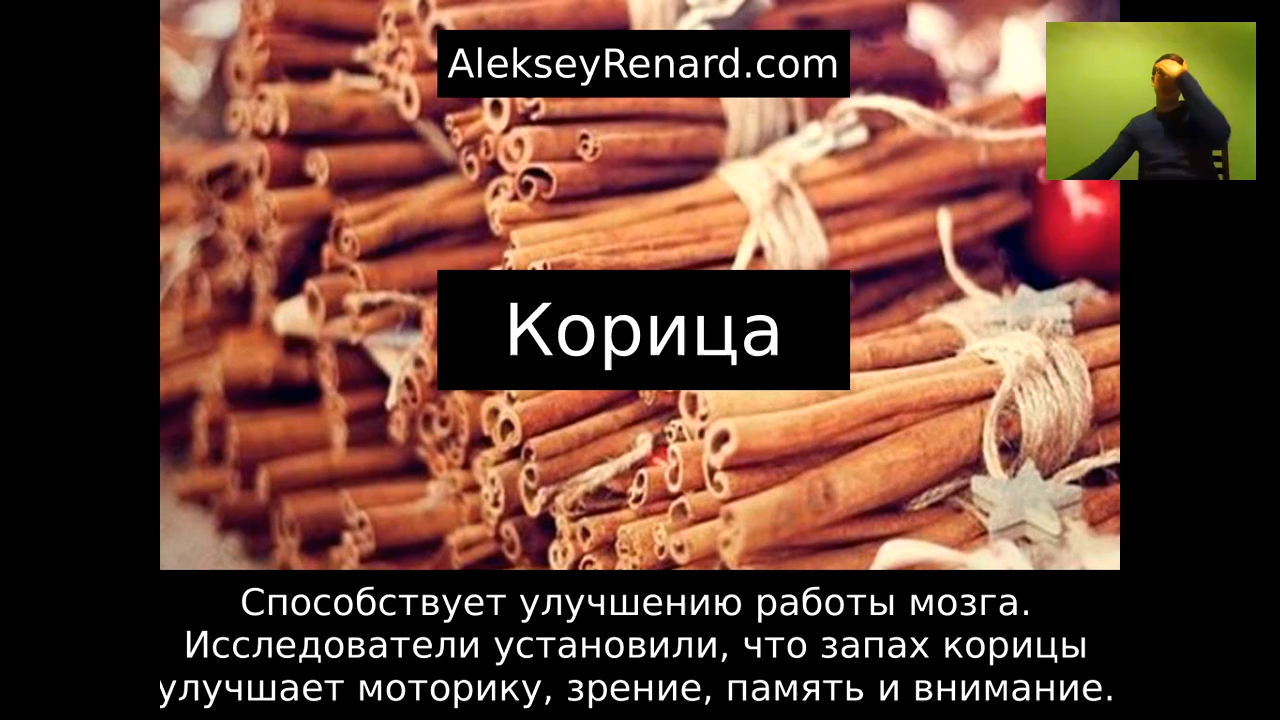 AlekseyRenard.com
Корица
Способствует улучшению работы мозга.
Исследователи установили, что запах корицы
улучшает моторику, зрение, память и внимание.